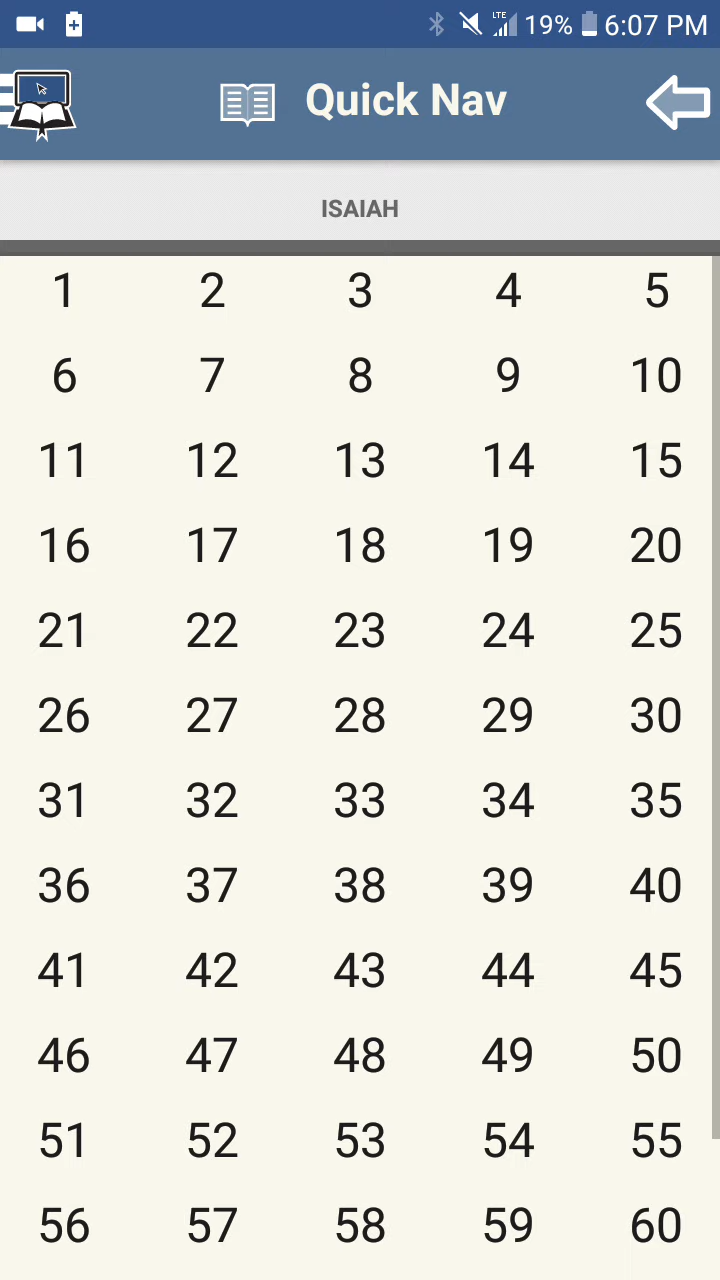 LTE 19% 6:07 PM
Quick Nav
ISAIAH
1 2 3 4 5
6 7 8 9 10
11 12 13 14 15
16 17 18 19 20
21 22 23 24 25
26 27 28 29 30
31 32 33 34 35
36 37 38 39 40
41 42 43 44 45
46 47 48 49 50
51 52 53 54 55
56 57 58 59 60